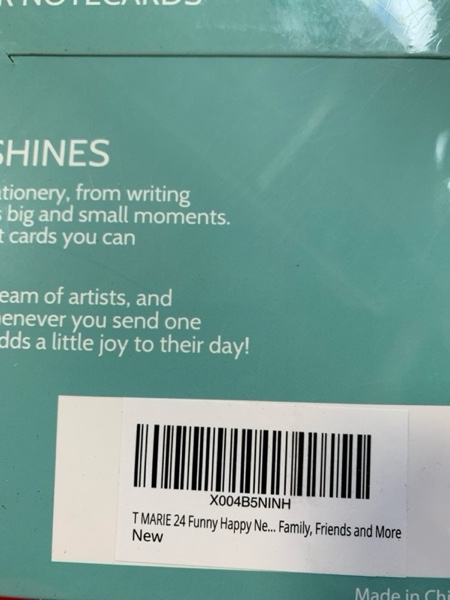 R NOTECARDS
SHINES
ationery, from writing
s big and small moments.
t cards you can
eam of artists, and
henever you send one
dds a little joy to their day!
X004B5NINH
T MARIE 24 Funny Happy Ne... Family, Friends and More
New
Made in Chi